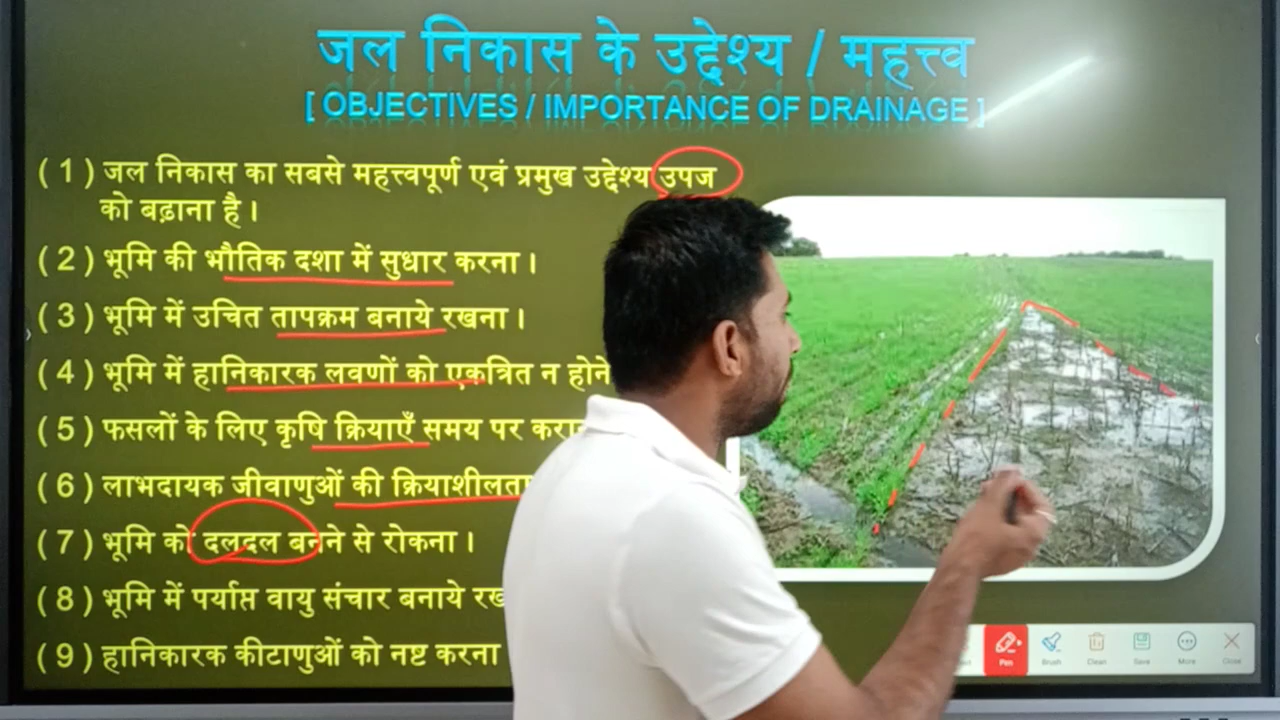 जल निकास के उद्देश्य / महत्त्व
[ OBJECTIVES / IMPORTANCE OF DRAINAGE ]
( 1 ) जल निकास का सबसे महत्त्वपूर्ण एवं प्रमुख उद्देश्य उपज
को बढ़ाना है ।
( 2 ) भूमि की भौतिक दशा में सुधार करना ।
( 3 ) भूमि में उचित तापक्रम बनाये रखना ।
( 4 ) भूमि में हानिकारक लवणों को एकत्रित न होने
( 5 ) फसलों के लिए कृषि क्रियाएँ समय पर
( 6 ) लाभदायक जीवाणुओं की क्रियाशीलता
( 7 ) भूमि को दलदल बनने से रोकना ।
( 8 ) भूमि में पर्याप्त वायु संचार बनाये
( 9 ) हानिकारक कीटाणुओं को नष्ट करना
Pen
Brush
Clean
Save
More
Close